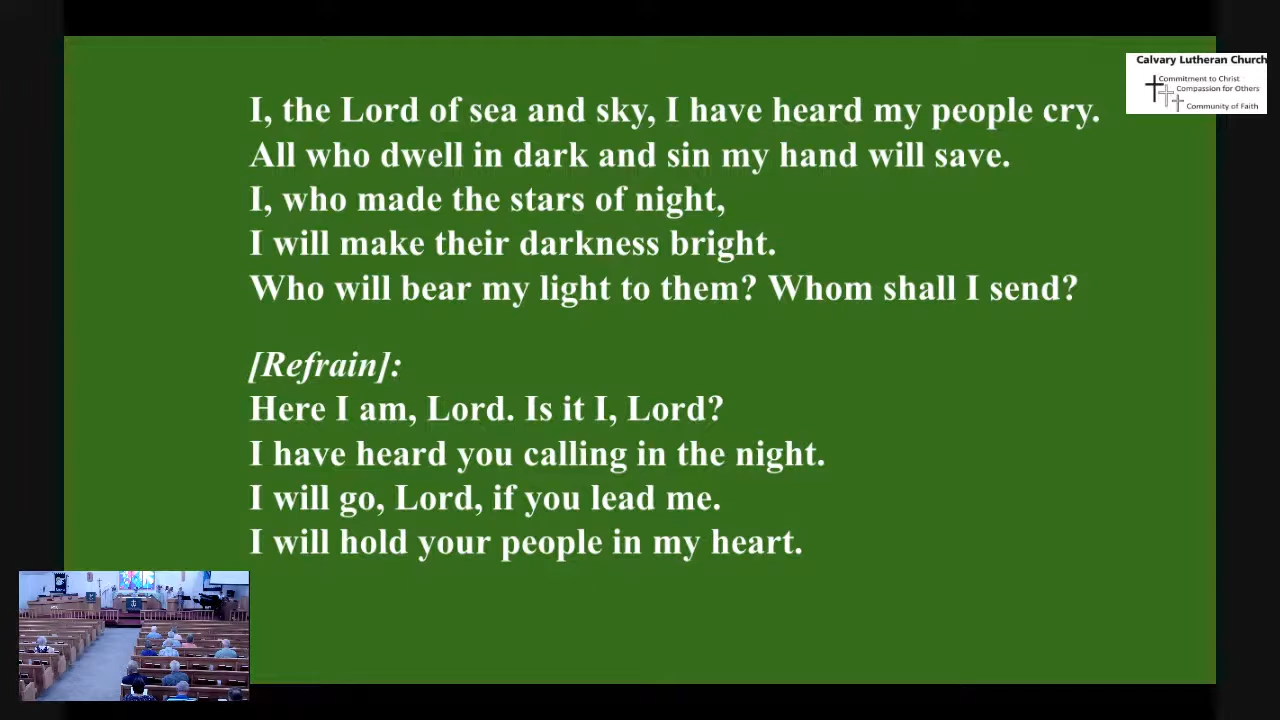 Calvary Lutheran Church
Commitment to Christ
Compassion for Others
Community of Faith
I, the Lord of sea and sky, I have heard my people cry.
All who dwell in dark and sin my hand will save.
I, who made the stars of night,
I will make their darkness bright.
Who will bear my light to them? Whom shall I send?
[Refrain]:
Here I am, Lord. Is it I, Lord?
I have heard you calling in the night.
I will go, Lord, if you lead me.
I will hold your people in my heart.